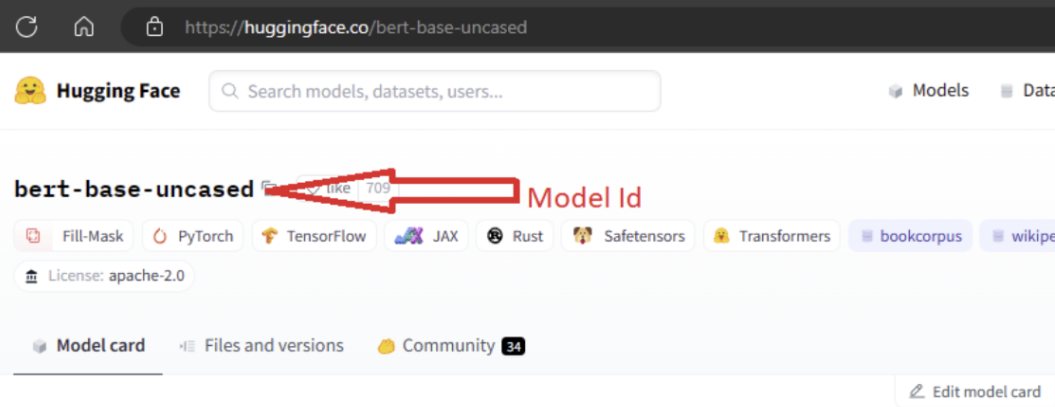 https://huggingface.co/bert-base-uncased
Hugging Face Search models, datasets, users... Models Data
bert-base-uncased like 709 Model Id
Fill-Mask PyTorch TensorFlow JAX Rust Safetensors Transformers bookcorpus wikipe
License: apache-2.0
Model card Files and versions Community 34
Edit model card